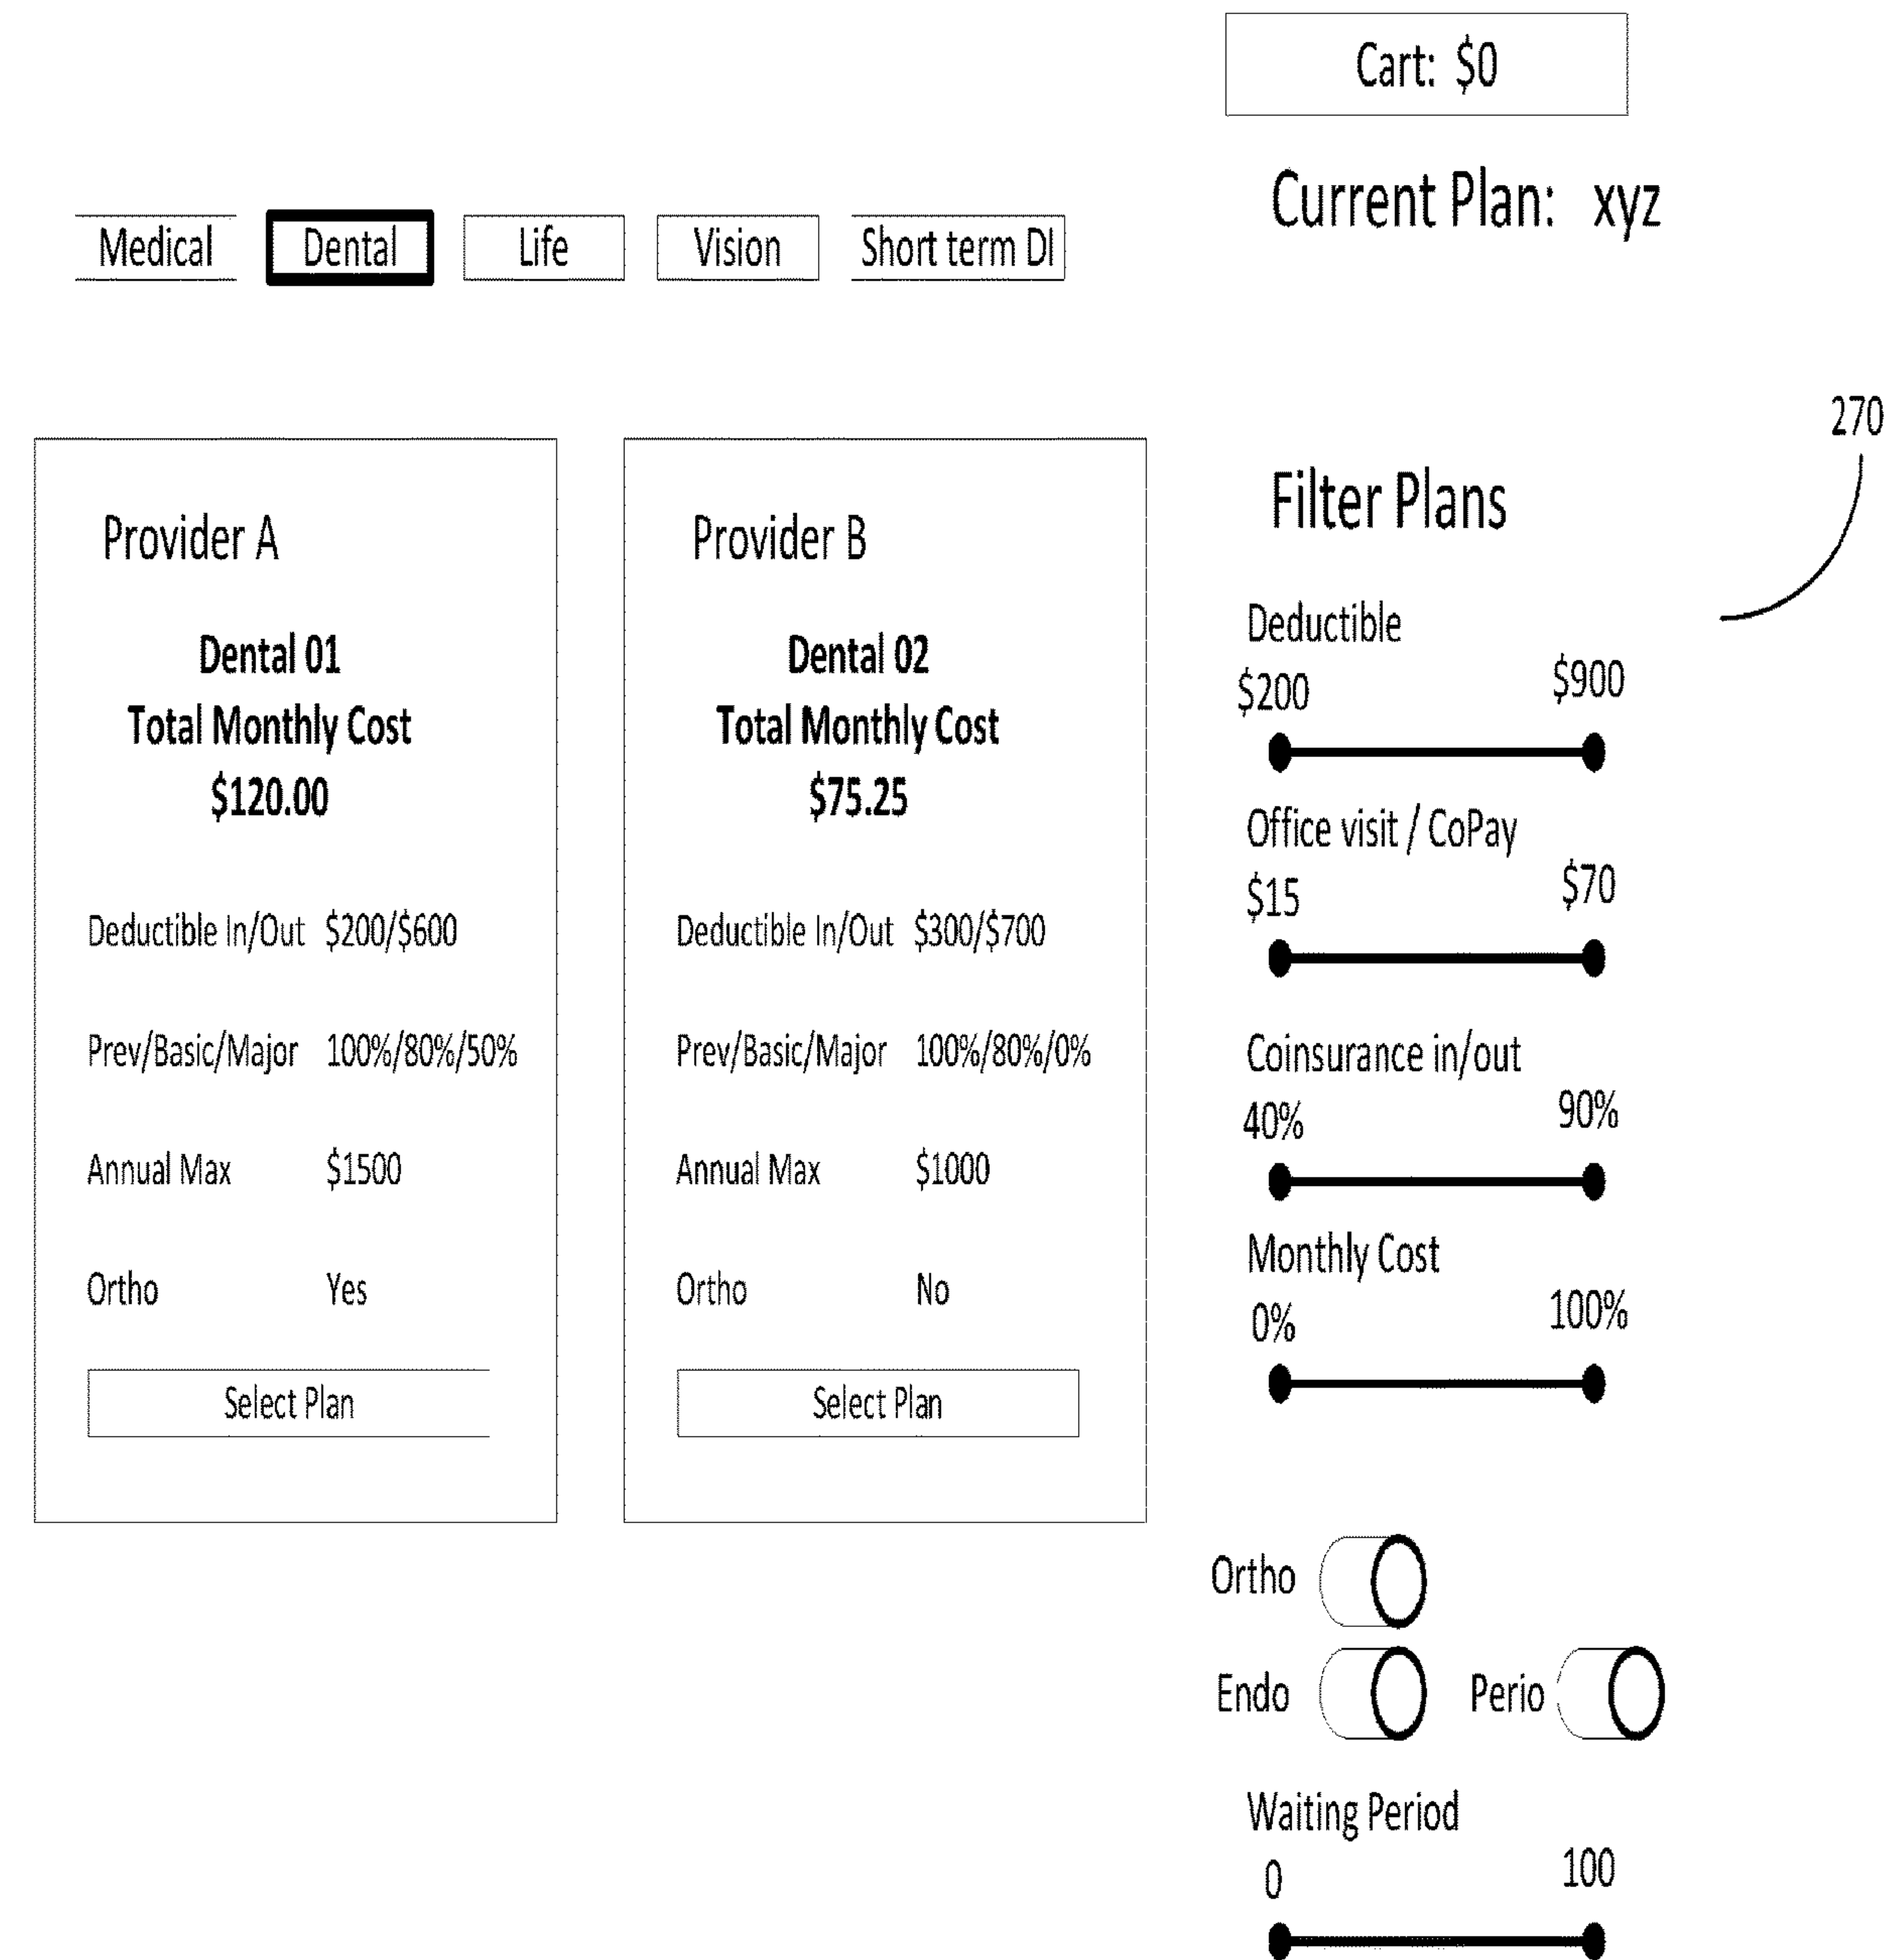 Cart: $0
Current Plan: xyz
Medical
Dental
Life
Vision
Short term DI
270
Provider A
Dental 01
Total Monthly Cost
$120.00
Deductible In/Out $200/$600
Prev/Basic/Major 100%/80%/50%
Annual Max $1500
Ortho Yes
Select Plan
Provider B
Dental 02
Total Monthly Cost
$75.25
Deductible In/Out $300/$700
Prev/Basic/Major 100%/80%/0%
Annual Max $1000
Ortho No
Select Plan
Filter Plans
Deductible
$200 $900
Office visit / CoPay
$15 $70
Coinsurance in/out
40% 90%
Monthly Cost
0% 100%
Ortho
Endo Perio
Waiting Period
0 100